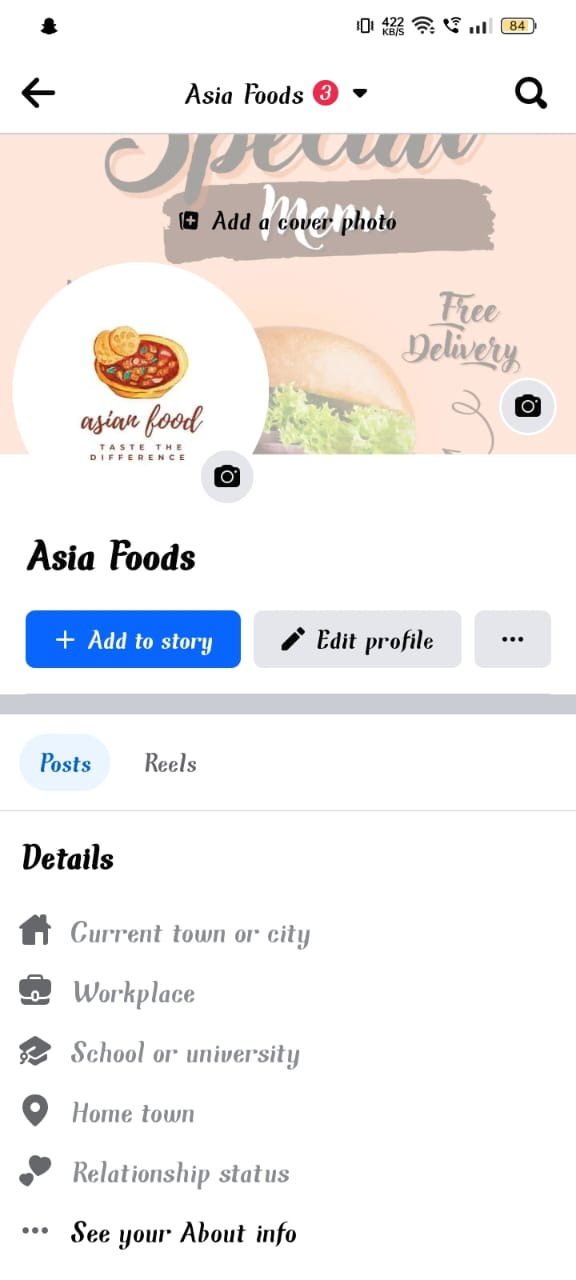 422
KB/S
84
Asia Foods 3
Special
Menu
Add a cover photo
Free
Delivery
asian food
TASTE THE
DIFFERENCE
Asia Foods
+ Add to story
Edit profile
...
Posts
Reels
Details
Current town or city
Workplace
School or university
Home town
Relationship status
... See your About info